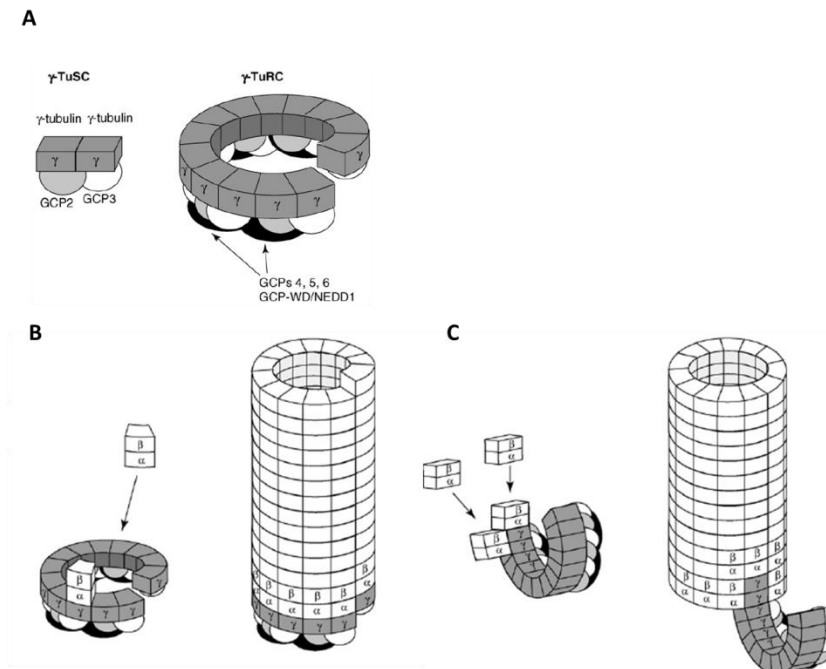 A
γ-TuSC
γ-TuRC
γ-tubulin γ-tubulin
γ γ
GCP2 GCP3
γ
γ γ γ γ γ γ
GCPs 4, 5, 6
GCP-WD/NEDD1
B
β
α
β
α
γ γ γ γ γ γ γ
β β β β β β
α α α α α α
γ γ γ γ γ γ
C
β
α
β
α
β
α
β
α
γ
γ
γ
γ
β β β
β β β α α
α α α γ
γ
γ
γ
γ